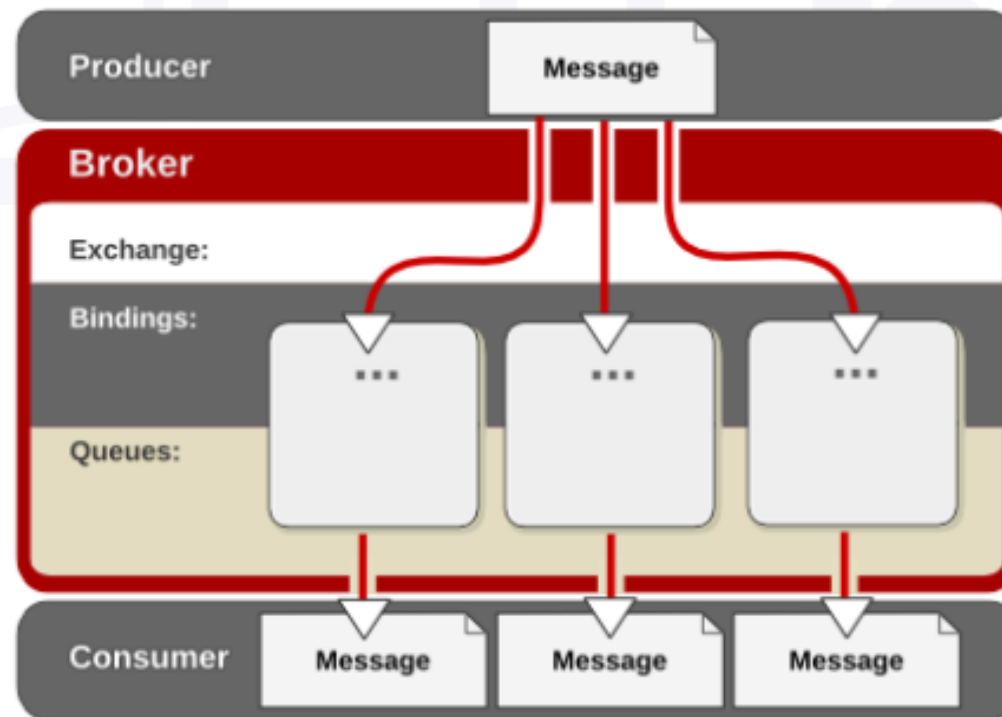 Producer
Message
Broker
Exchange:
Bindings:
...
...
...
Queues:
Consumer
Message
Message
Message